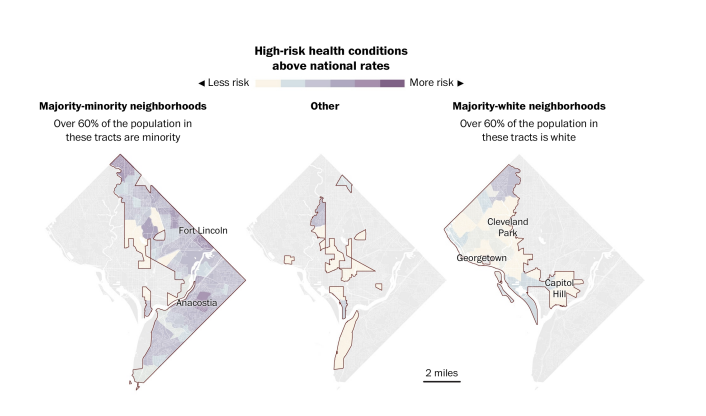 High-risk health conditions
above national rates
◀ Less risk
More risk ▶
Majority-minority neighborhoods
Over 60% of the population in
these tracts are minority
Other
Majority-white neighborhoods
Over 60% of the population in
these tracts is white
Fort Lincoln
Anacostia
Cleveland
Park
Georgetown
Capitol
Hill
2 miles